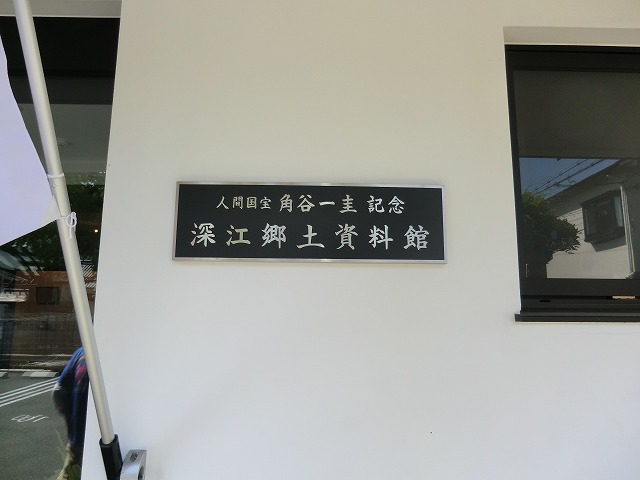 人間国宝 角谷一圭 記念
深江郷土資料館